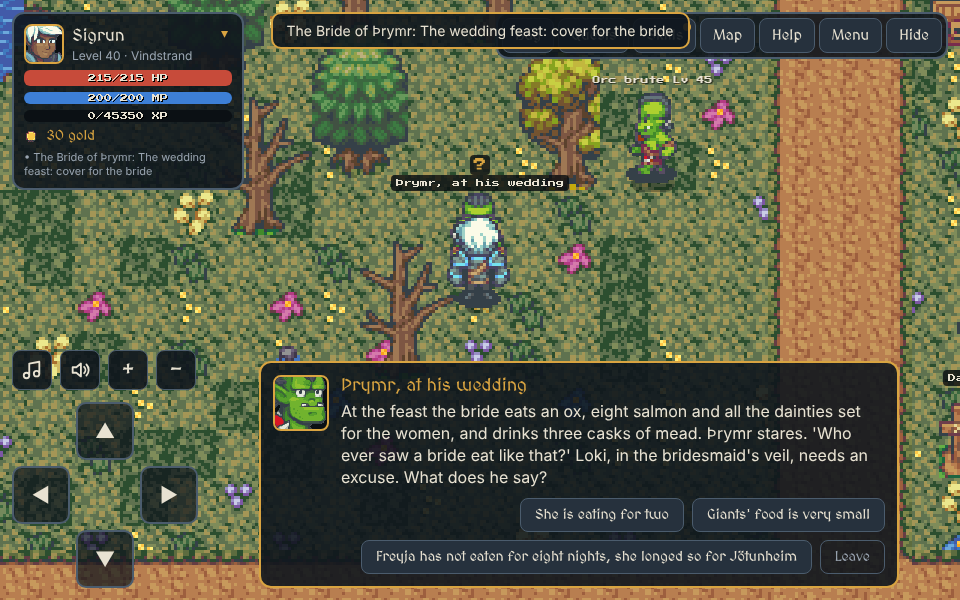 Sigrun
Level 40 · Vindstrand
215/215 HP
200/200 MP
0/45350 XP
30 gold
• The Bride of Þrymr: The wedding
feast: cover for the bride
The Bride of Þrymr: The wedding feast: cover for the bride
Map
Help
Menu
Hide
Orc brute Lv 45
?
Þrymr, at his wedding
Þrymr, at his wedding
At the feast the bride eats an ox, eight salmon and all the dainties set
for the women, and drinks three casks of mead. Þrymr stares. 'Who
ever saw a bride eat like that?' Loki, in the bridesmaid's veil, needs an
excuse. What does he say?
She is eating for two
Giants' food is very small
Freyja has not eaten for eight nights, she longed so for Jötunheim
Leave
+
−